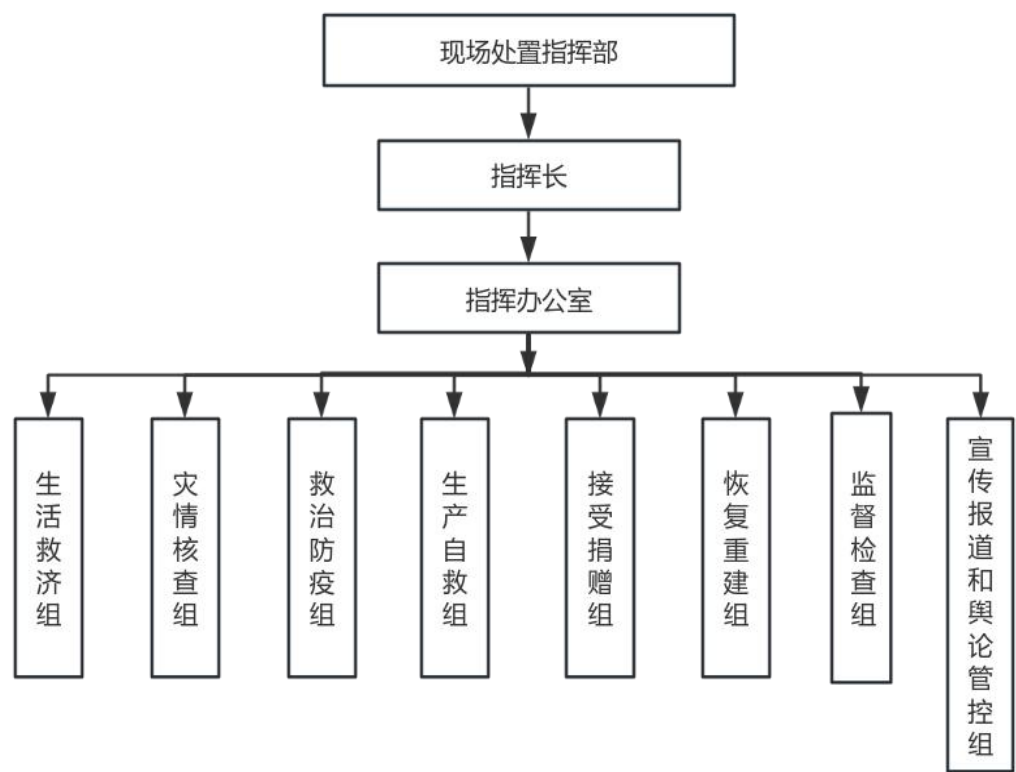 现场处置指挥部
指挥长
指挥办公室
生活救济组
灾情核查组
救治防疫组
生产自救组
接受捐赠组
恢复重建组
监督检查组
宣传报道和舆论管控组